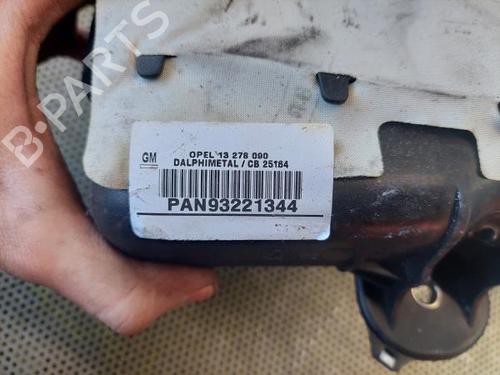 B-PARTS
GM
OPEL 13 278 090
DALPHIMETAL / CB 25184
PAN93221344